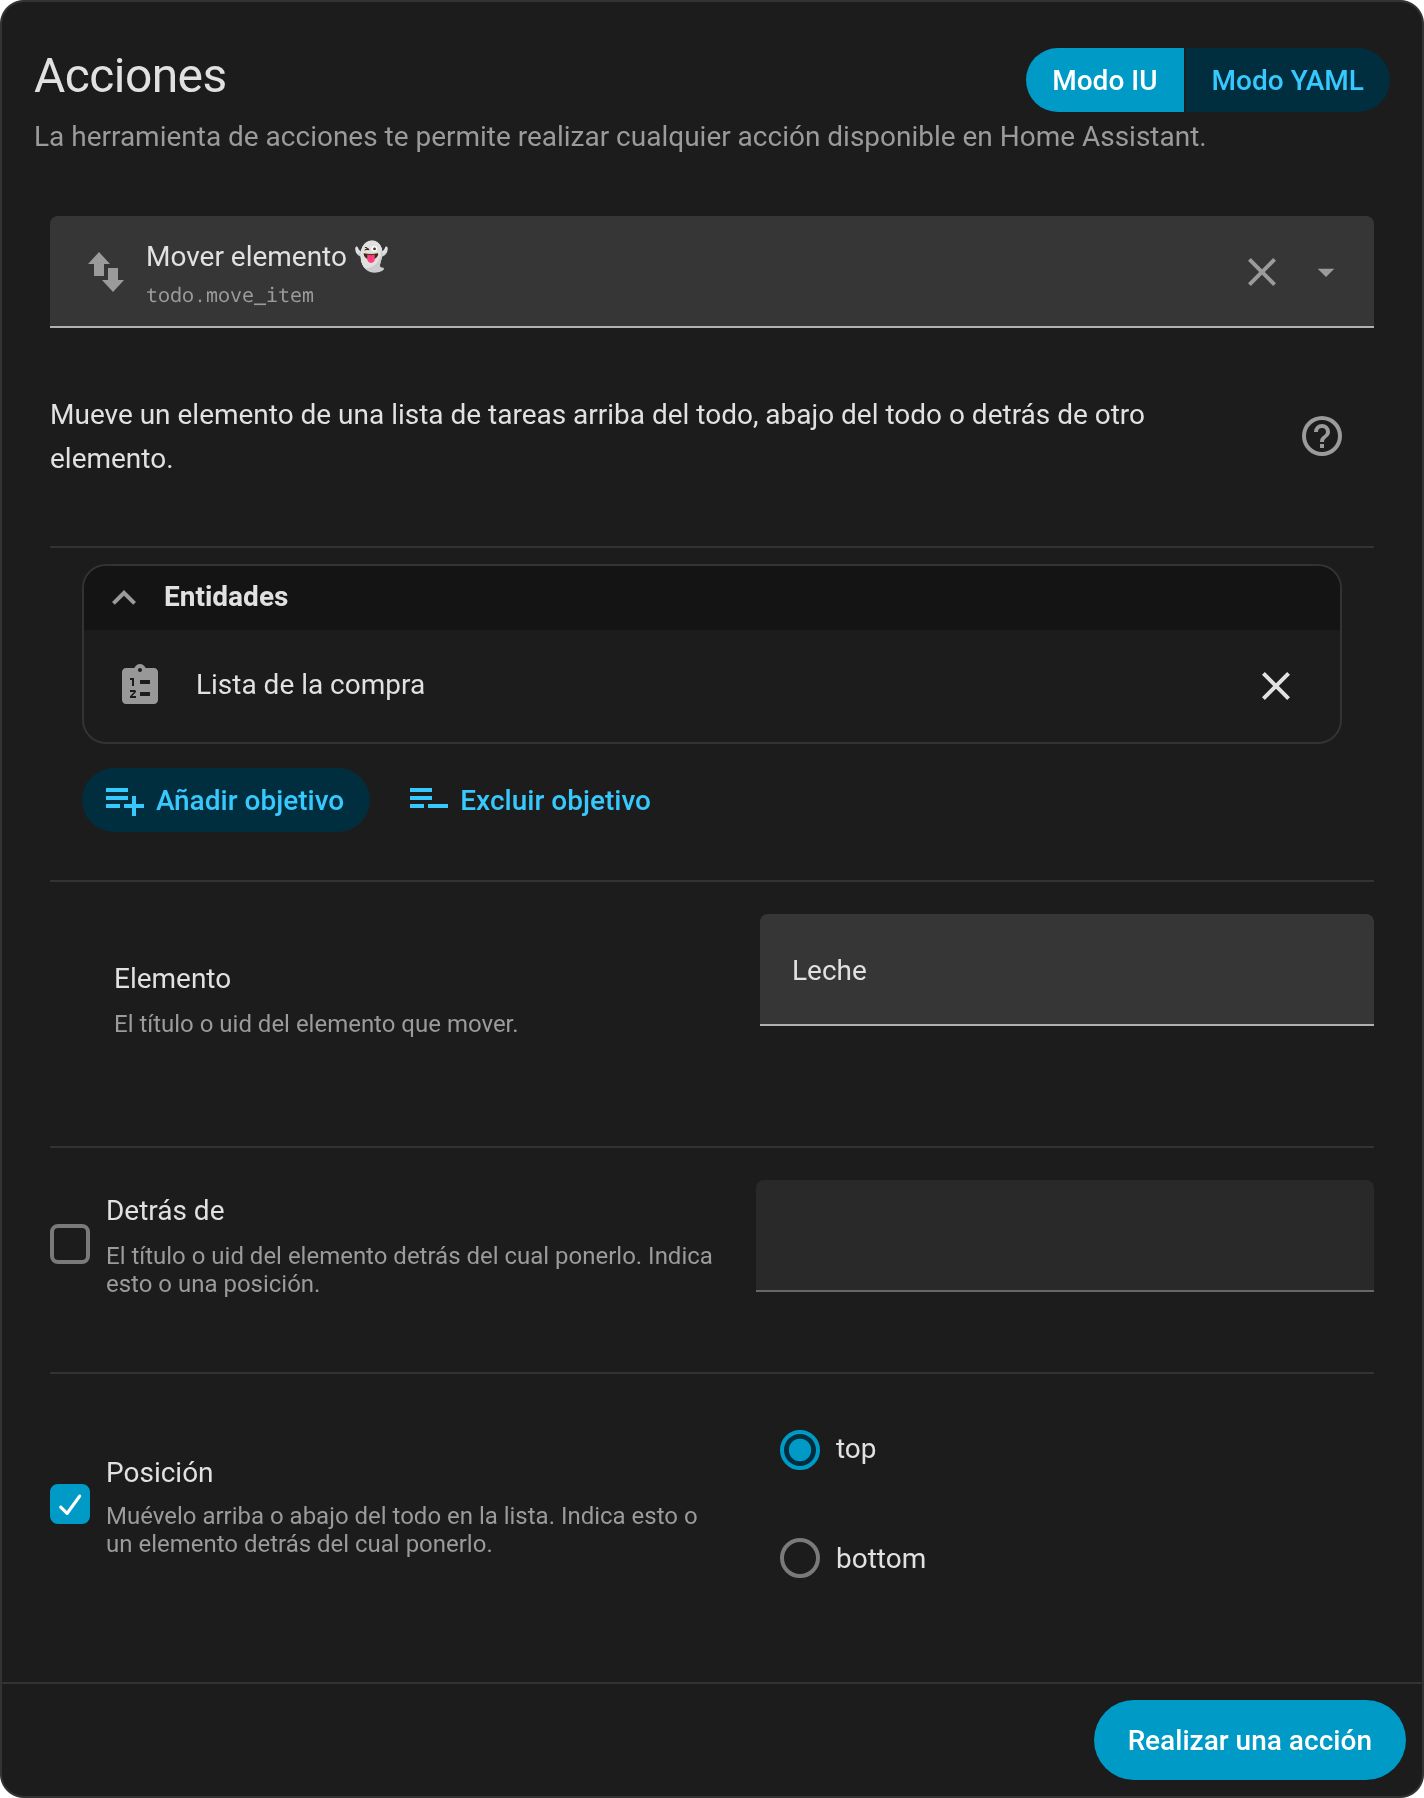 Acciones
Modo IU
Modo YAML
La herramienta de acciones te permite realizar cualquier acción disponible en Home Assistant.
Mover elemento 👻
todo.move_item
Mueve un elemento de una lista de tareas arriba del todo, abajo del todo o detrás de otro
elemento.
Entidades
Lista de la compra
Añadir objetivo
Excluir objetivo
Elemento
El título o uid del elemento que mover.
Leche
Detrás de
El título o uid del elemento detrás del cual ponerlo. Indica
esto o una posición.
Posición
Muévelo arriba o abajo del todo en la lista. Indica esto o
un elemento detrás del cual ponerlo.
top
bottom
Realizar una acción